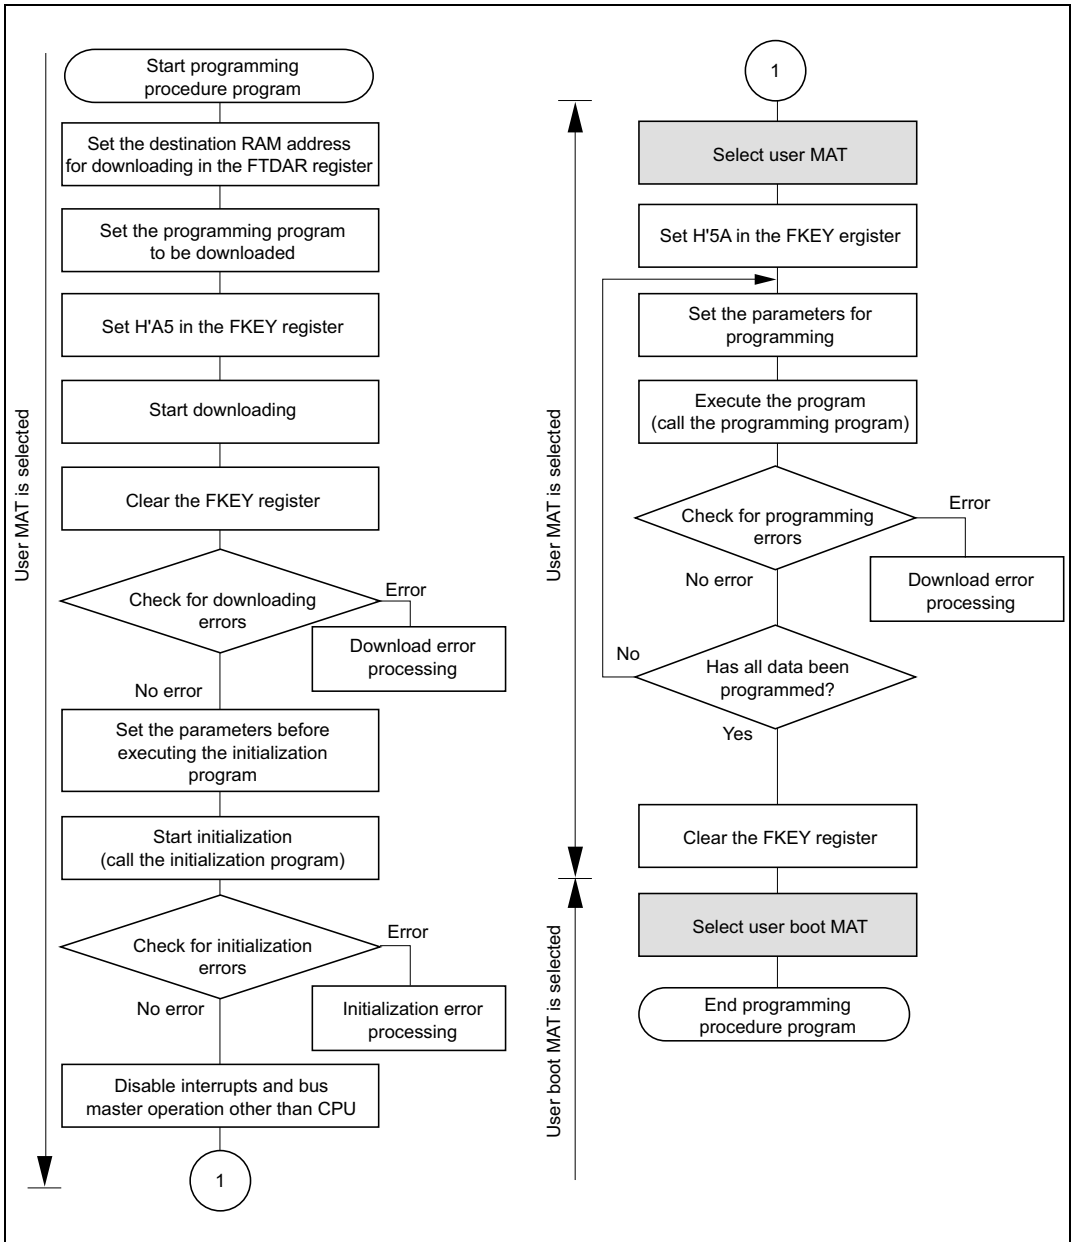 User MAT is selected
Start programming
procedure program
Set the destination RAM address
for downloading in the FTDAR register
Set the programming program
to be downloaded
Set H'A5 in the FKEY register
Start downloading
Clear the FKEY register
Check for downloading
errors
Error
Download error
processing
No error
Set the parameters before
executing the initialization
program
Start initialization
(call the initialization program)
Check for initialization
errors
Error
Initialization error
processing
No error
Disable interrupts and bus
master operation other than CPU
1
1
User MAT is selected
Select user MAT
Set H'5A in the FKEY ergister
Set the parameters for
programming
Execute the program
(call the programming program)
Check for programming
errors
Error
Download error
processing
No error
Has all data been
programmed?
No
Yes
Clear the FKEY register
User boot MAT is selected
Select user boot MAT
End programming
procedure program